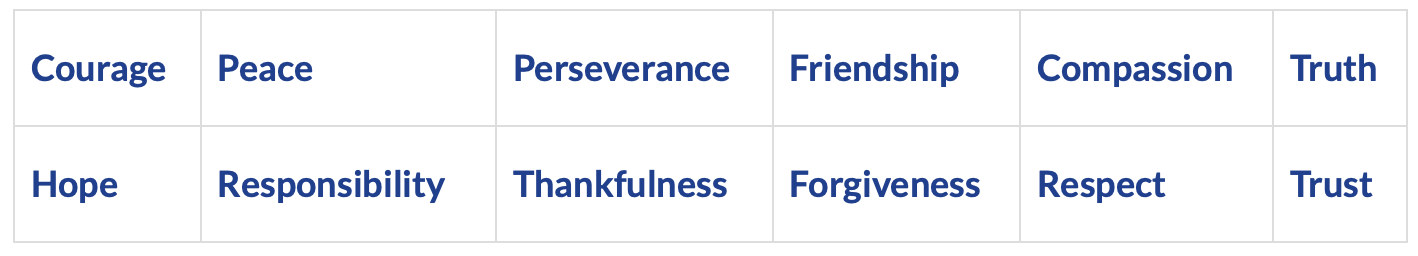 Courage Peace Perseverance Friendship Compassion Truth
Hope Responsibility Thankfulness Forgiveness Respect Trust